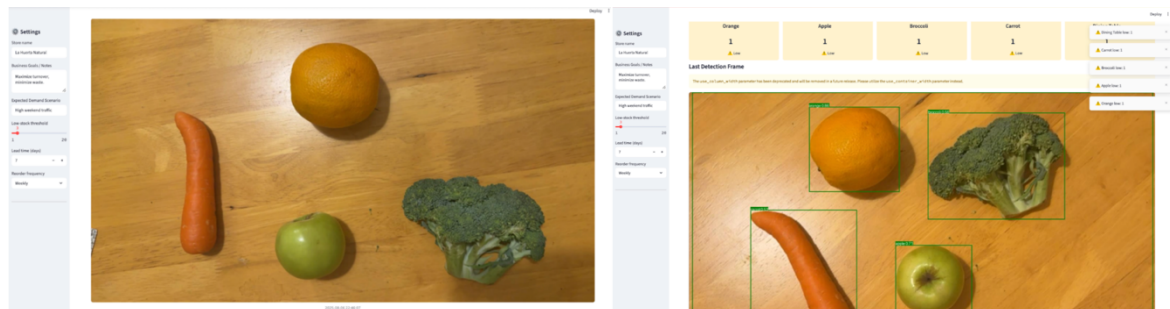 Deploy
Settings
Store name
La Huerta Natural
Business Goals / Notes
Maximize turnover,
minimize waste.
Expected Demand Scenario
High weekend traffic
Low stock threshold
1
Lead time (days)
7
Reorder frequency
Weekly
Deploy
Settings
Store name
La Huerta Natural
Business Goals / Notes
Maximize turnover,
minimize waste.
Expected Demand Scenario
High weekend traffic
Low stock threshold
1
Lead time (days)
7
Reorder frequency
Weekly
Orange
1
Low
Apple
1
Low
Broccoli
1
Low
Carrot
1
Low
1
Dining Table low: 1
Carrot low: 1
Broccoli low: 1
Apple low: 1
Orange low: 1
Last Detection Frame